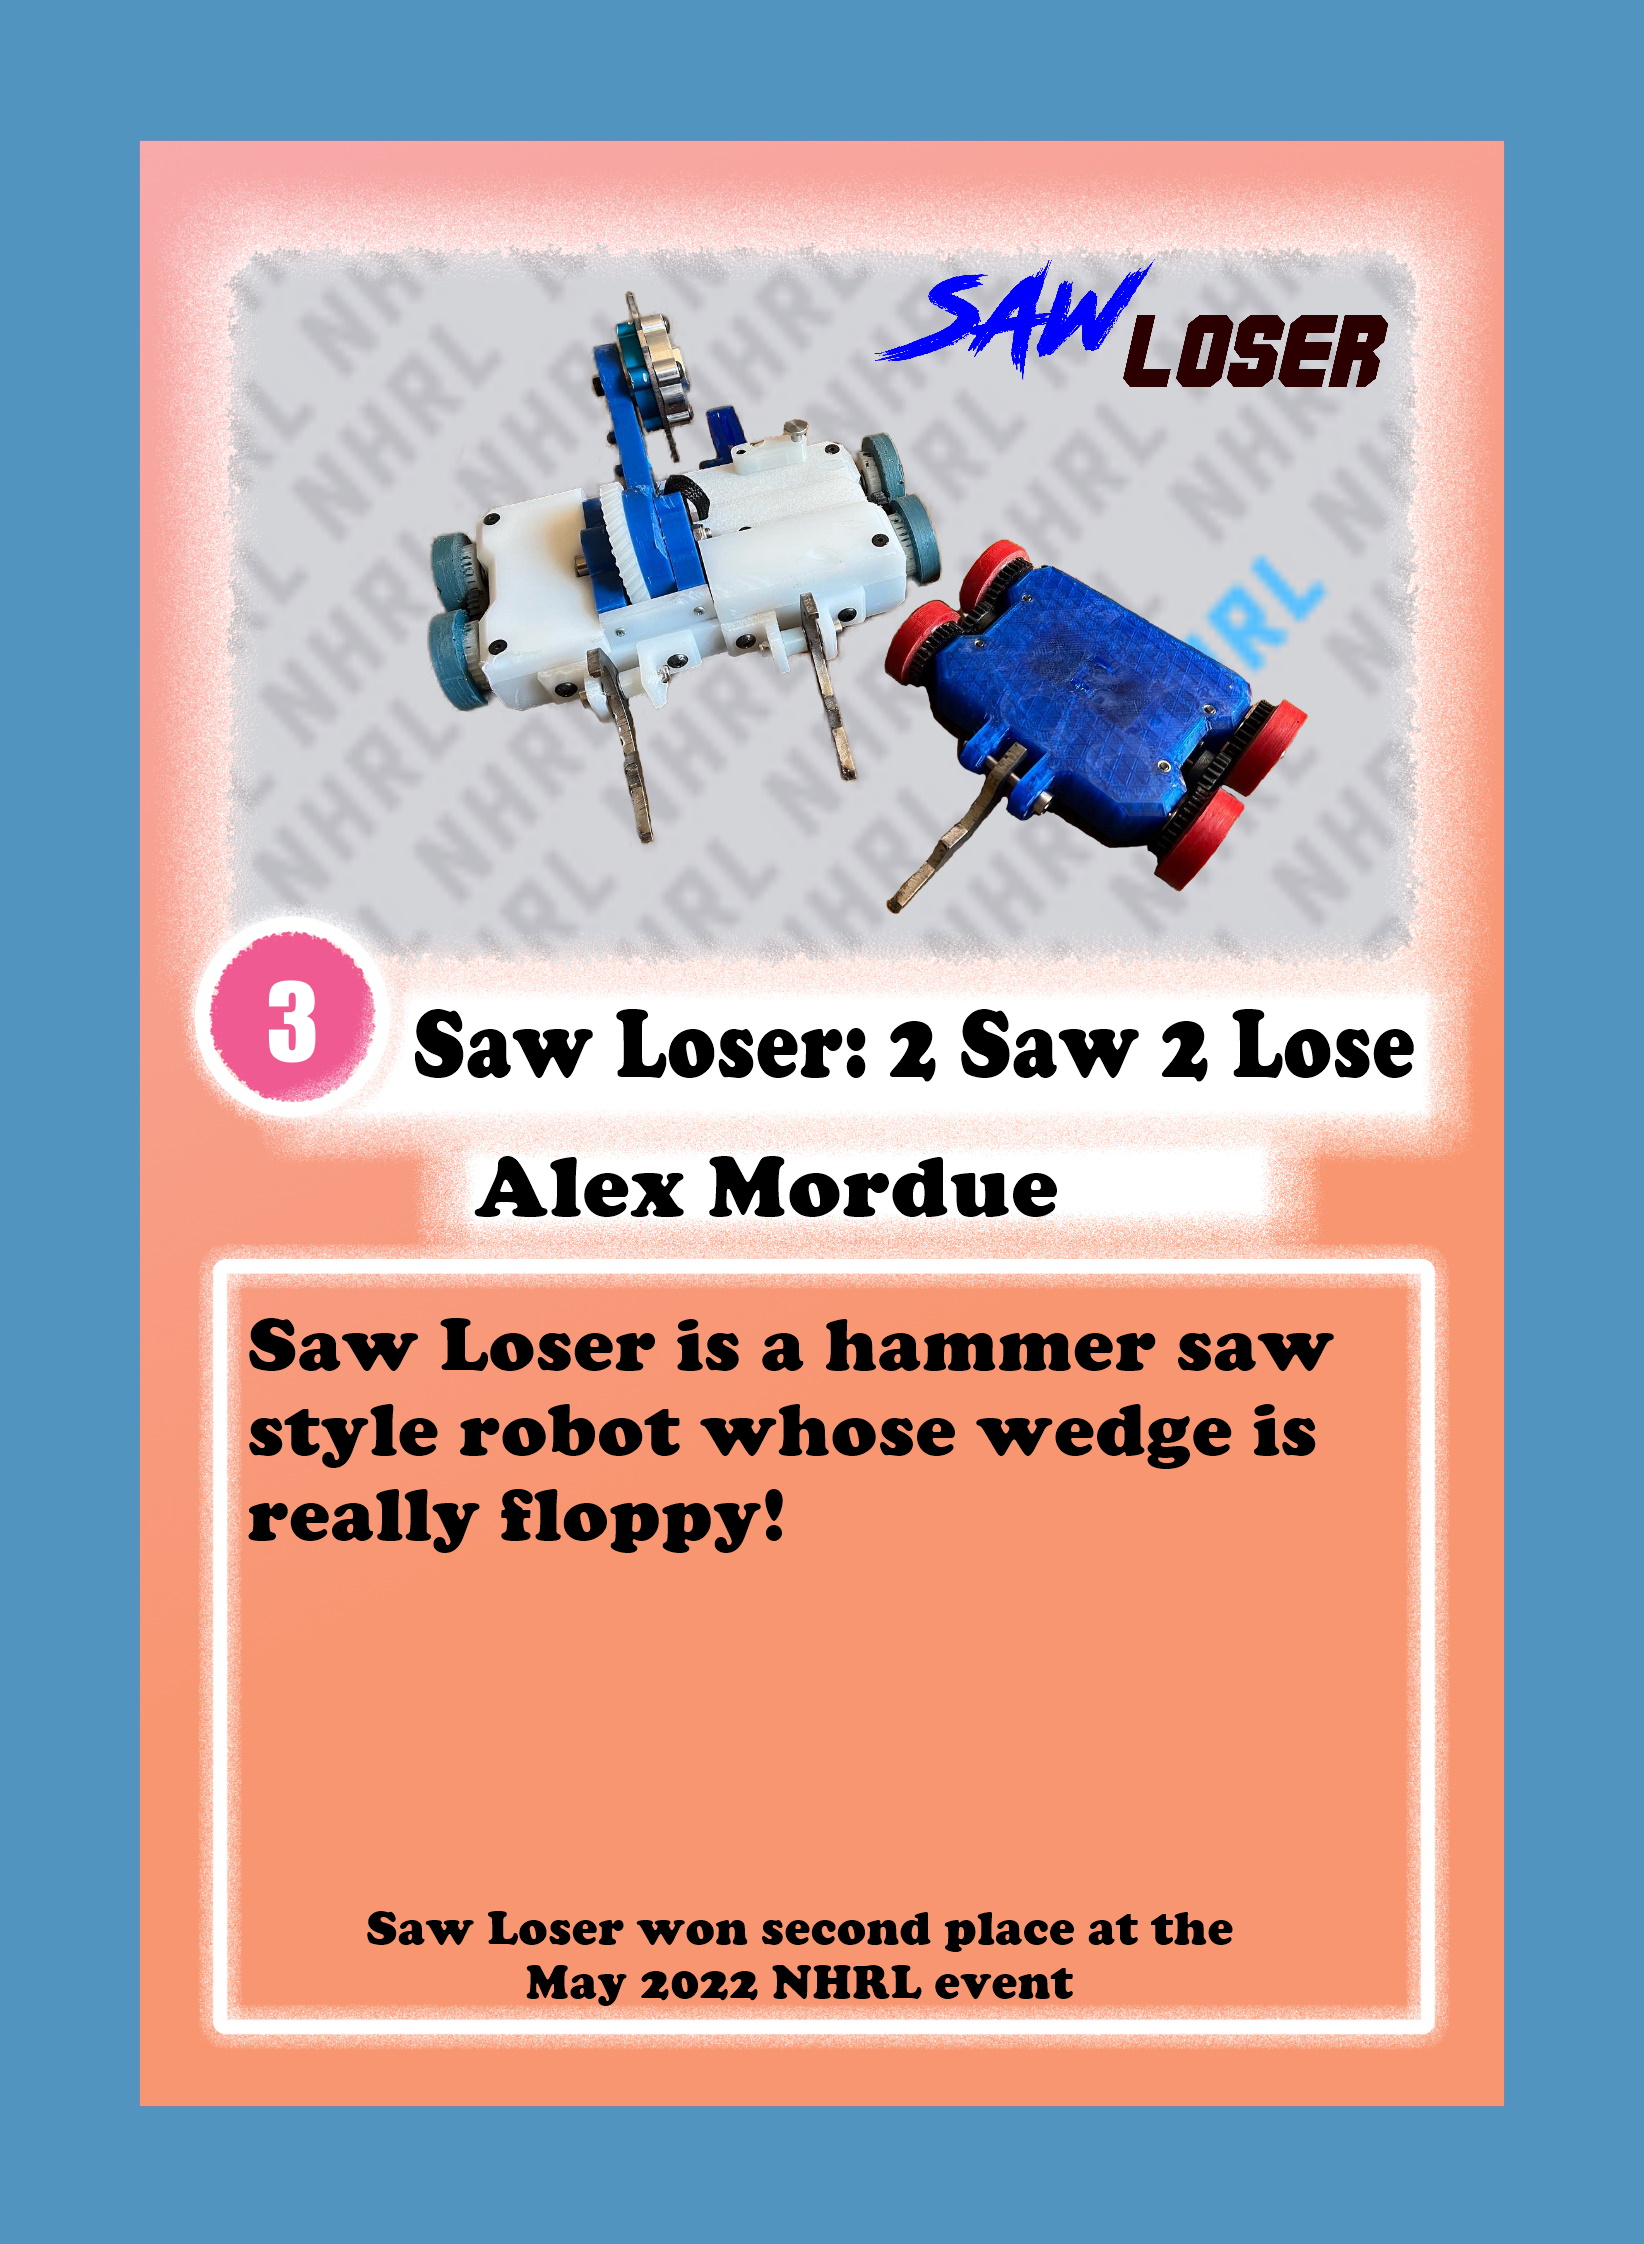 SAW LOSER
NHRL
3
Saw Loser: 2 Saw 2 Lose
Alex Mordue
Saw Loser is a hammer saw
style robot whose wedge is
really floppy!
Saw Loser won second place at the
May 2022 NHRL event